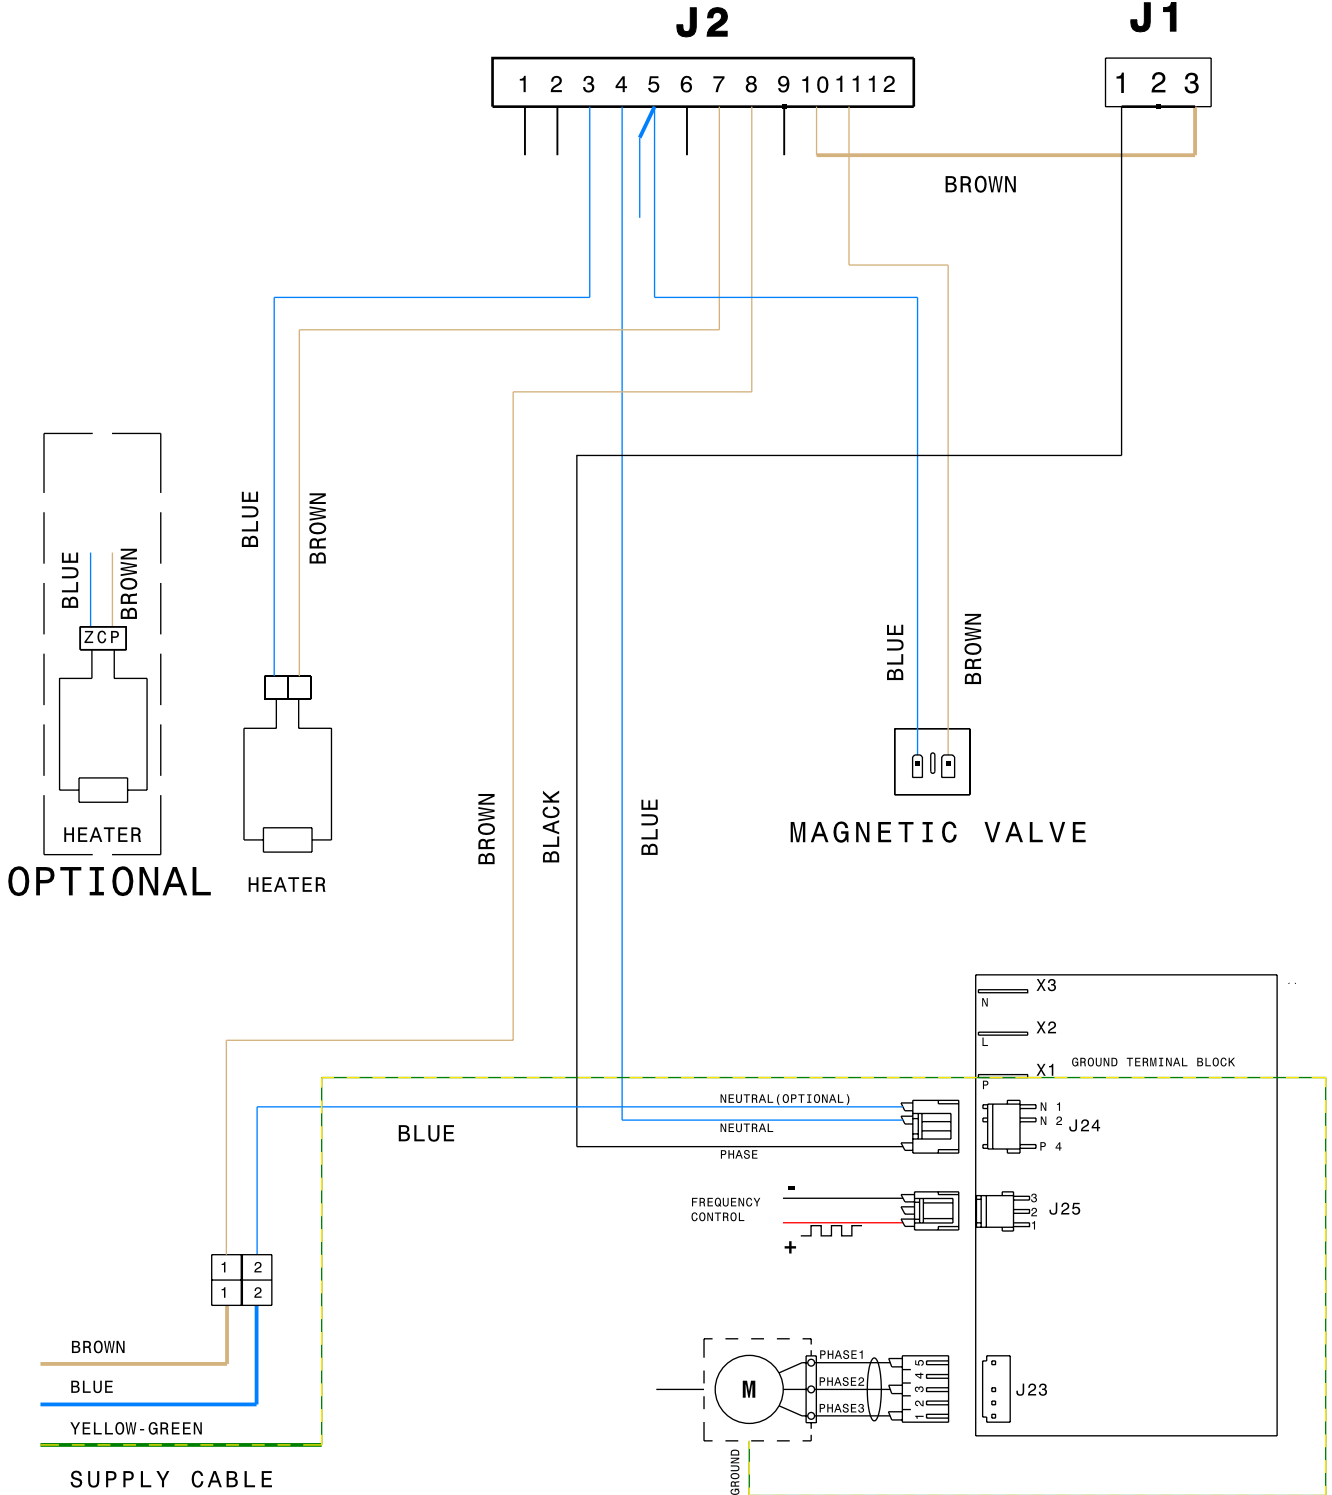 J2
J1
1 2 3 4 5 6 7 8 9 10 11 12
1 2 3
BROWN
BLUE
BROWN
BLUE
BROWN
ZCP
HEATER
OPTIONAL
HEATER
BLUE
BROWN
MAGNETIC VALVE
BROWN
BLACK
BLUE
X3
N
X2
L
X1
GROUND TERMINAL BLOCK
P
NEUTRAL(OPTIONAL)
NEUTRAL
PHASE
BLUE
N 1
N 2
J24
P 4
FREQUENCY
CONTROL
-
+
3
2
1
J25
1 2
1 2
BROWN
BLUE
YELLOW-GREEN
SUPPLY CABLE
M
PHASE1
PHASE2
PHASE3
5
4
3
2
1
J23
GROUND